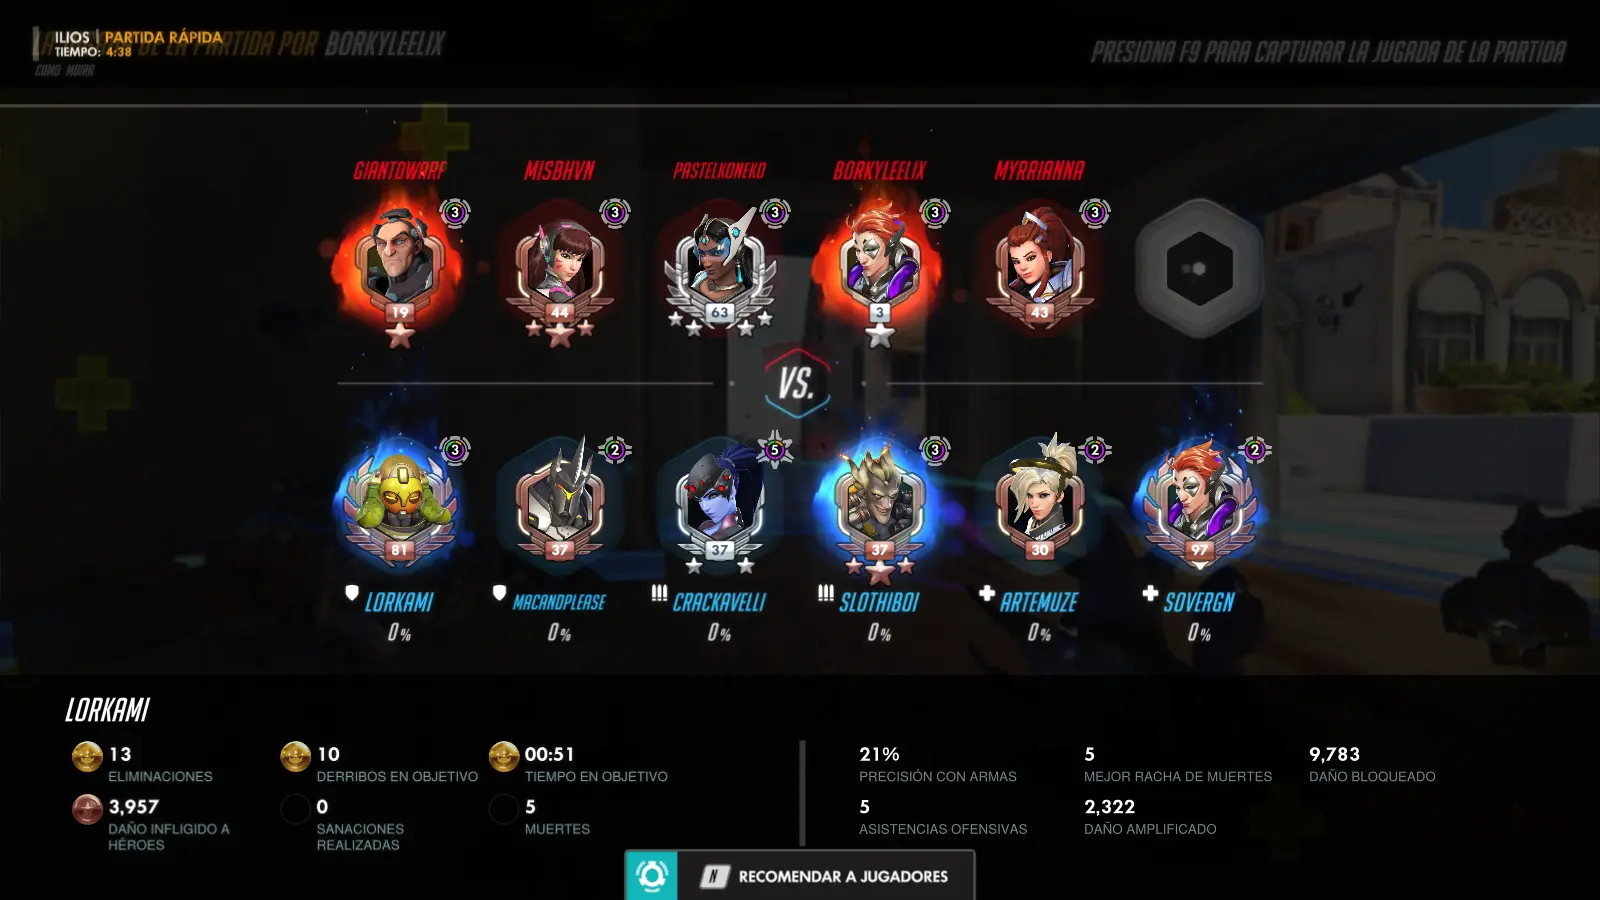 ILIOS | PARTIDA RÁPIDA
DE LA PARTIDA POR BORKYLEELIX
TIEMPO: 4:38
COMO MOIRA
PRESIONA F9 PARA CAPTURAR LA JUGADA DE LA PARTIDA
GIANTDWARF MISBHVN PASTELKONEKO BORKYLEELIX MYRRIANNA
3 3 3 3 3
19 44 63 3 43
VS.
3 2 5 3 2 2
81 37 37 37 30 97
LORKAMI MACANDPLEASE CRACKAVELLI SLOTHIBOI ARTEMUZE SOVERGN
0% 0% 0% 0% 0% 0%
LORKAMI
13 10 00:51 21% 5 9,783
ELIMINACIONES DERRIBOS EN OBJETIVO TIEMPO EN OBJETIVO PRECISIÓN CON ARMAS MEJOR RACHA DE MUERTES DAÑO BLOQUEADO
3,957 0 5 5 2,322
DAÑO INFLIGIDO A SANACIONES MUERTES ASISTENCIAS OFENSIVAS DAÑO AMPLIFICADO
HÉROES REALIZADAS
N RECOMENDAR A JUGADORES